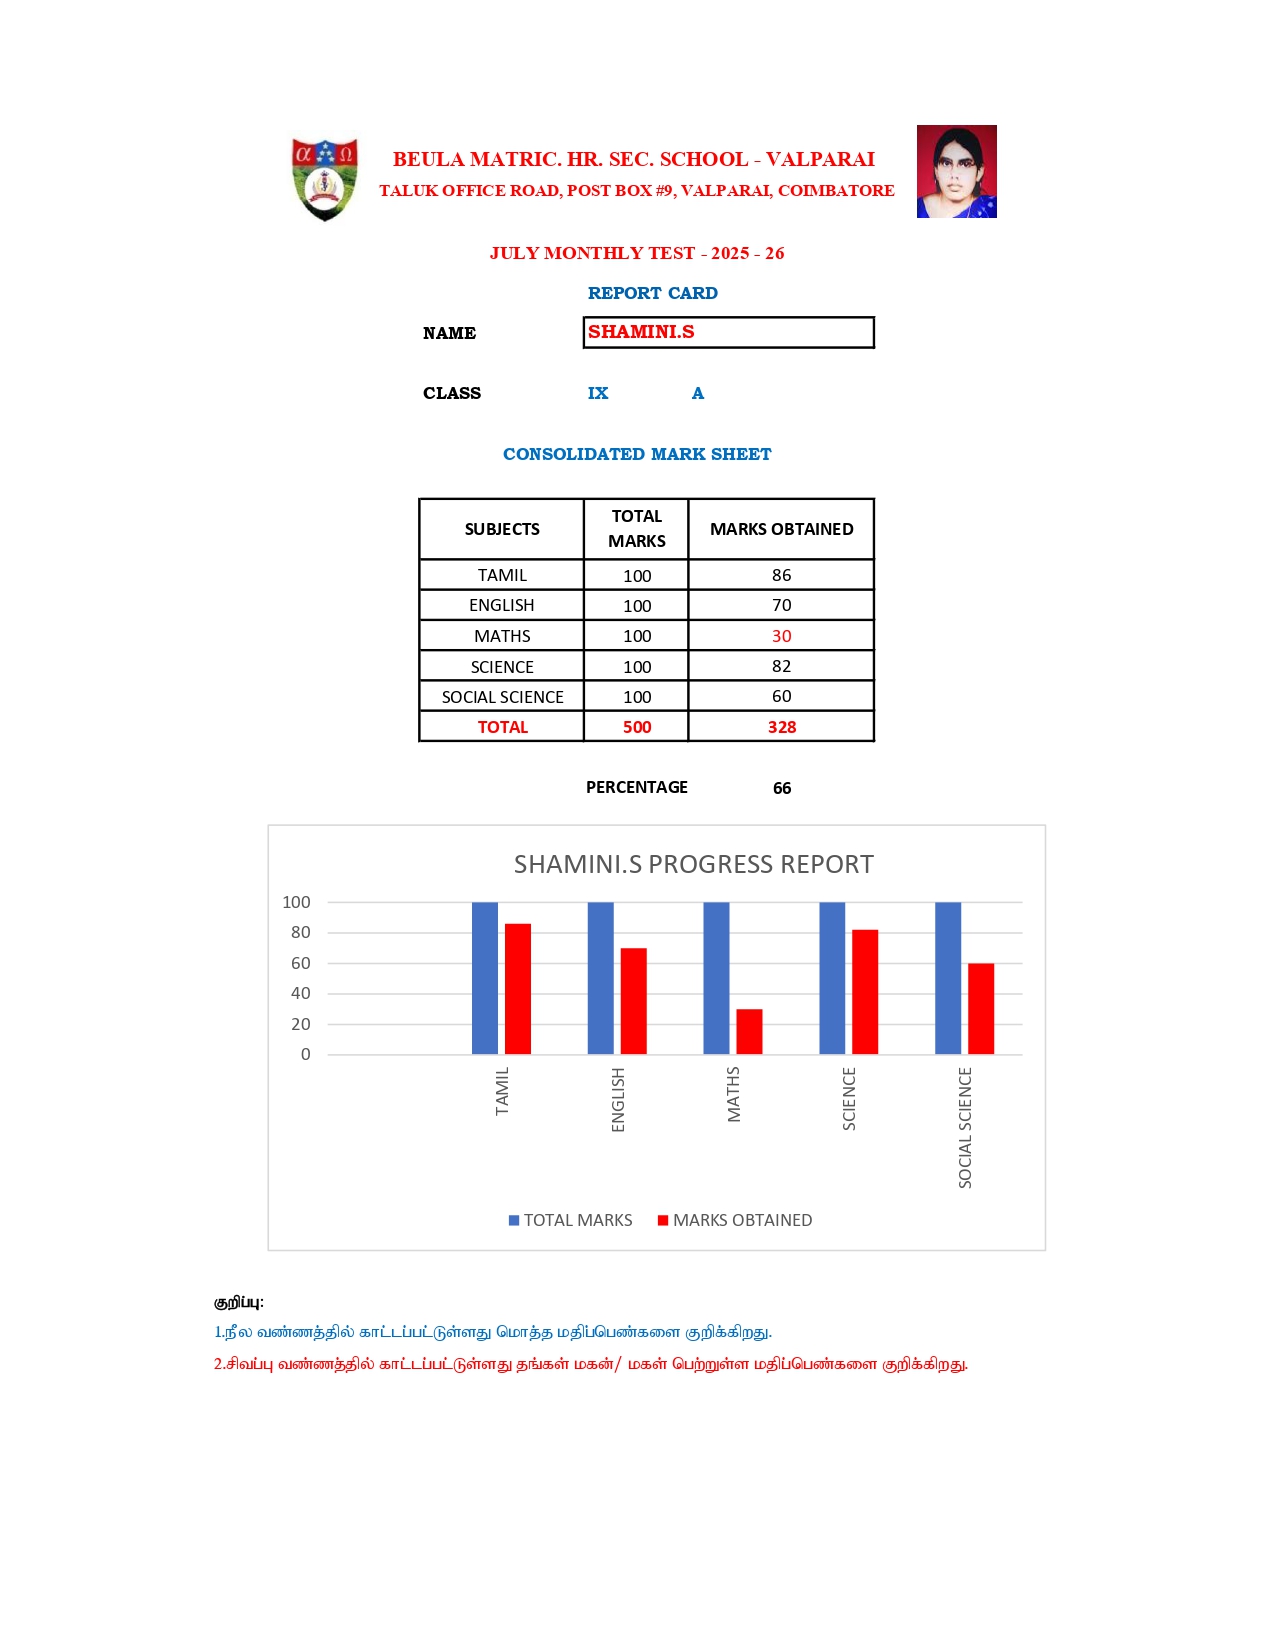 α Ω
BEULA MATRIC. HR. SEC. SCHOOL - VALPARAI
TALUK OFFICE ROAD, POST BOX #9, VALPARAI, COIMBATORE
JULY MONTHLY TEST - 2025 - 26
REPORT CARD
NAME SHAMINI.S
CLASS IX A
CONSOLIDATED MARK SHEET
SUBJECTS TOTAL MARKS MARKS OBTAINED
TAMIL 100 86
ENGLISH 100 70
MATHS 100 30
SCIENCE 100 82
SOCIAL SCIENCE 100 60
TOTAL 500 328
PERCENTAGE 66
SHAMINI.S PROGRESS REPORT
100
80
60
40
20
0
TAMIL ENGLISH MATHS SCIENCE SOCIAL SCIENCE
TOTAL MARKS MARKS OBTAINED
குறிப்பு:
1.நீல வண்ணத்தில் காட்டப்பட்டுள்ளது மொத்த மதிப்பெண்களை குறிக்கிறது.
2.சிவப்பு வண்ணத்தில் காட்டப்பட்டுள்ளது தங்கள் மகன்/ மகள் பெற்றுள்ள மதிப்பெண்களை குறிக்கிறது.